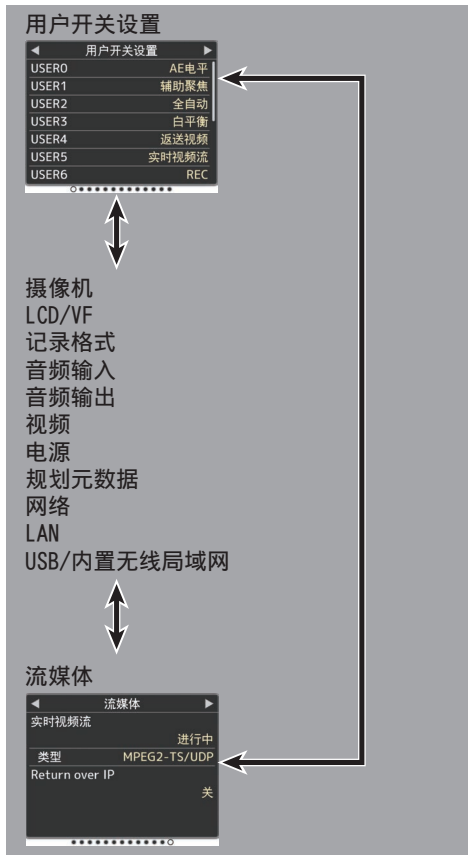 用户开关设置
◀ 用户开关设置 ▶
USER0 AE电平
USER1 辅助聚焦
USER2 全自动
USER3 白平衡
USER4 返送视频
USER5 实时视频流
USER6 REC
摄像机
LCD/VF
记录格式
音频输入
音频输出
视频
电源
规划元数据
网络
LAN
USB/内置无线局域网
流媒体
◀ 流媒体 ▶
实时视频流
进行中
类型 MPEG2-TS/UDP
Return over IP
关